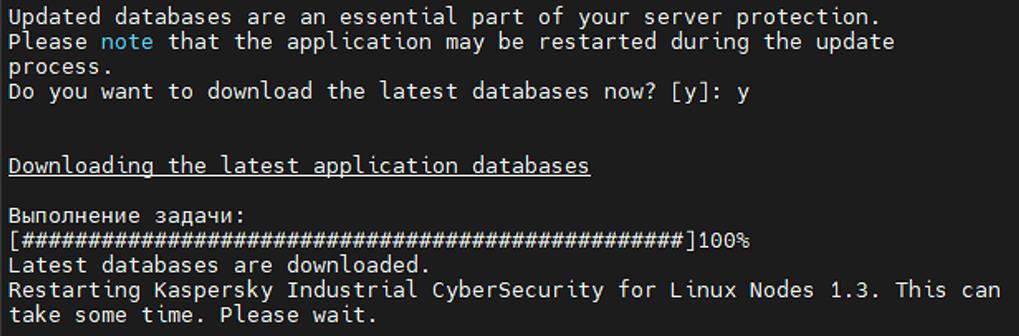 Updated databases are an essential part of your server protection.
Please note that the application may be restarted during the update
process.
Do you want to download the latest databases now? [y]: y
Downloading the latest application databases
Выполнение задачи:
[##################################################]100%
Latest databases are downloaded.
Restarting Kaspersky Industrial CyberSecurity for Linux Nodes 1.3. This can
take some time. Please wait.